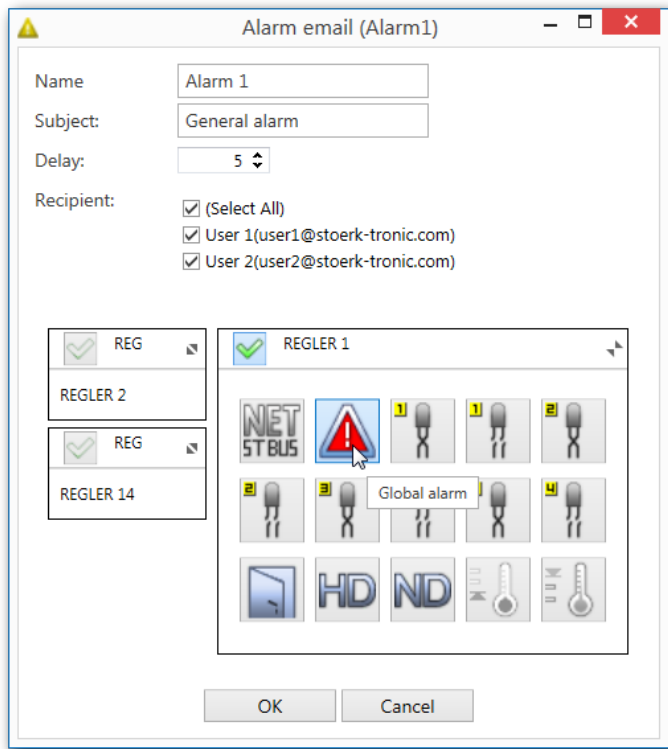 Alarm email (Alarm1)
Name
Alarm 1
Subject:
General alarm
Delay:
5
Recipient:
(Select All)
User 1(user1@stoerk-tronic.com)
User 2(user2@stoerk-tronic.com)
REG
REGLER 2
REG
REGLER 14
REGLER 1
NET
ST BUS
1
1
2
2
3
4
Global alarm
HD
ND
OK
Cancel